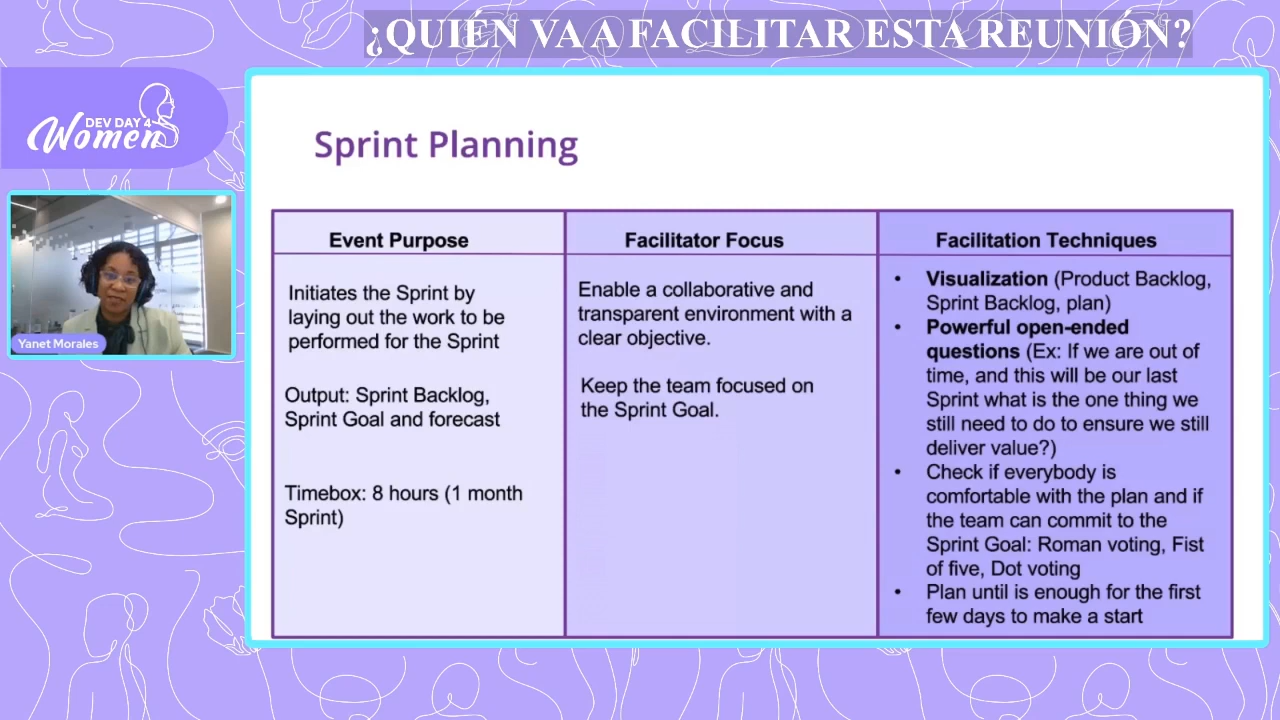 ¿QUIÉN VA A FACILITAR ESTA REUNIÓN?
DEV DAY 4
Women
Yanet Morales
Sprint Planning
Event Purpose
Initiates the Sprint by
laying out the work to be
performed for the Sprint
Output: Sprint Backlog,
Sprint Goal and forecast
Timebox: 8 hours (1 month
Sprint)
Facilitator Focus
Enable a collaborative and
transparent environment with a
clear objective.
Keep the team focused on
the Sprint Goal.
Facilitation Techniques
• Visualization (Product Backlog,
Sprint Backlog, plan)
• Powerful open-ended
questions (Ex: If we are out of
time, and this will be our last
Sprint what is the one thing we
still need to do to ensure we still
deliver value?)
• Check if everybody is
comfortable with the plan and if
the team can commit to the
Sprint Goal: Roman voting, Fist
of five, Dot voting
• Plan until is enough for the first
few days to make a start